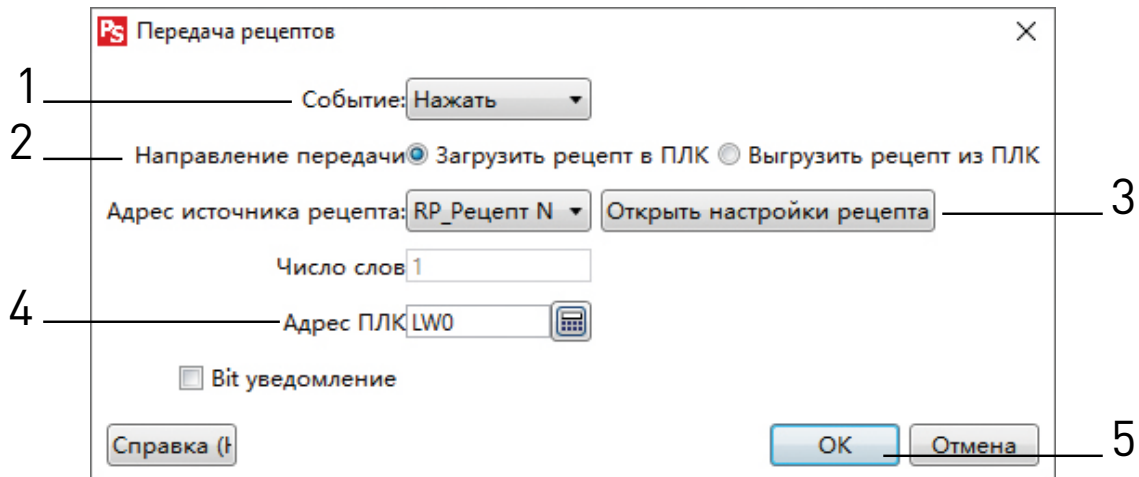 PS Передача рецептов
1 Событие: Нажать
2 Направление передачи Загрузить рецепт в ПЛК Выгрузить рецепт из ПЛК
Адрес источника рецепта: RP_Рецепт N Открыть настройки рецепта 3
Число слов 1
4 Адрес ПЛК LW0
Bit уведомление
Справка (H OK Отмена 5